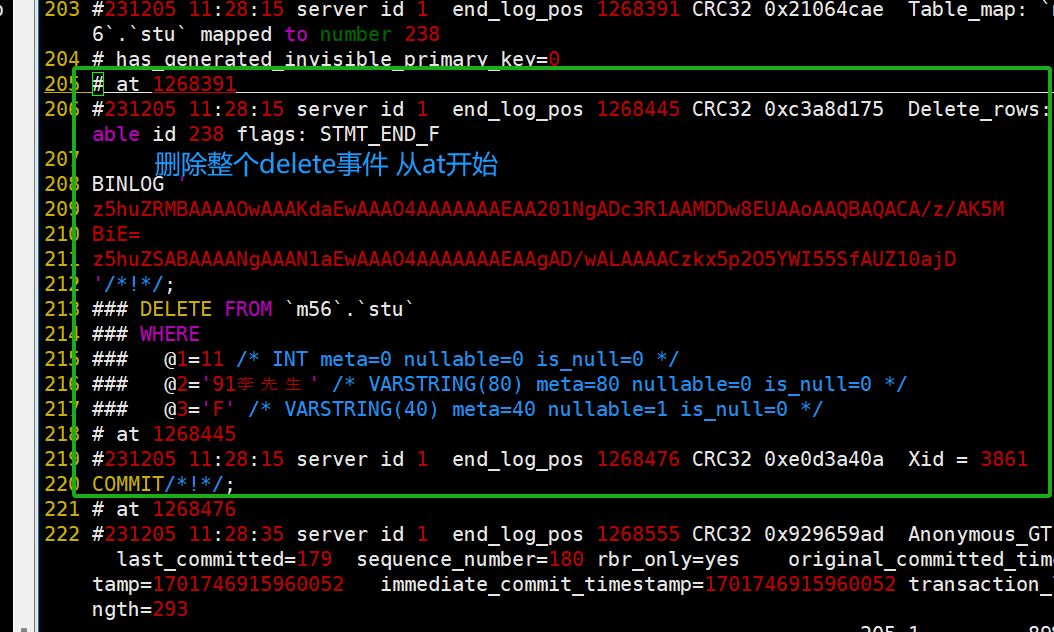 203 #231205 11:28:15 server id 1  end_log_pos 1268391 CRC32 0x21064cae  Table_map: `
6`.`stu` mapped to number 238
204 # has_generated_invisible_primary_key=0
205 # at 1268391
206 #231205 11:28:15 server id 1  end_log_pos 1268445 CRC32 0xc3a8d175  Delete_rows:
able id 238 flags: STMT_END_F
207
删除整个delete事件 从at开始
208 BINLOG '
209 z5huZRMBAAAAOwAAAKdaEwAAAO4AAAAAAAEAA201NgADc3R1AAMDDw8EUAAoAAQBAQACA/z/AK5M
210 BiE=
211 z5huZSABAAAANgAAAN1aEwAAAO4AAAAAAAEAAgAD/wALAAAACzkx5p2O5YWI55SfAUZ10ajD
212 '/*!*/;
213 ### DELETE FROM `m56`.`stu`
214 ### WHERE
215 ###   @1=11 /* INT meta=0 nullable=0 is_null=0 */
216 ###   @2='91李先生' /* VARSTRING(80) meta=80 nullable=0 is_null=0 */
217 ###   @3='F' /* VARSTRING(40) meta=40 nullable=1 is_null=0 */
218 # at 1268445
219 #231205 11:28:15 server id 1  end_log_pos 1268476 CRC32 0xe0d3a40a  Xid = 3861
220 COMMIT/*!*/;
221 # at 1268476
222 #231205 11:28:35 server id 1  end_log_pos 1268555 CRC32 0x929659ad  Anonymous_GT
last_committed=179  sequence_number=180 rbr_only=yes    original_committed_tim
tamp=1701746915960052   immediate_commit_timestamp=1701746915960052 transaction_
ngth=293